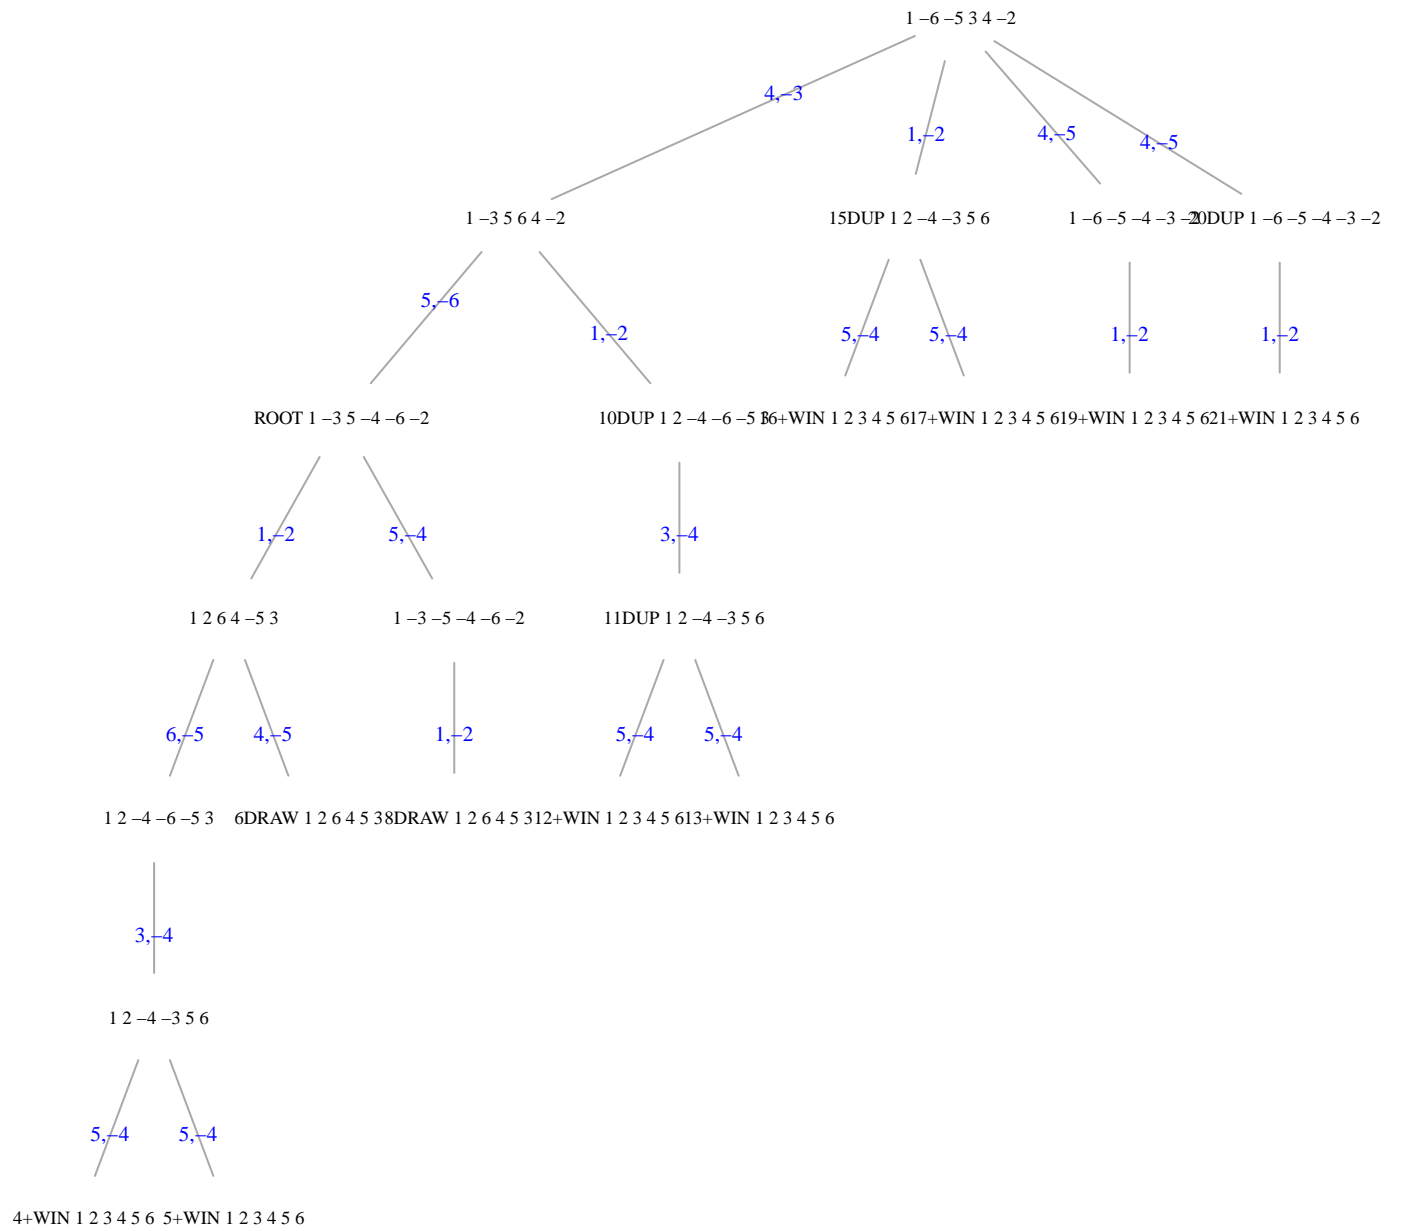 1 –6 –5 3 4 –2
4,–3
1,–2
4,–5
4,–5
1 –3 5 6 4 –2
15DUP 1 2 –4 –3 5 6
1 –6 –5 –4 –3 –2
20DUP 1 –6 –5 –4 –3 –2
5,–6
1,–2
5,–4
5,–4
1,–2
1,–2
ROOT 1 –3 5 –4 –6 –2
10DUP 1 2 –4 –6 –5 3
16+WIN 1 2 3 4 5 6
17+WIN 1 2 3 4 5 6
19+WIN 1 2 3 4 5 6
21+WIN 1 2 3 4 5 6
1,–2
5,–4
3,–4
1 2 6 4 –5 3
1 –3 –5 –4 –6 –2
11DUP 1 2 –4 –3 5 6
6,–5
4,–5
1,–2
5,–4
5,–4
1 2 –4 –6 –5 3
6DRAW 1 2 6 4 5 3
8DRAW 1 2 6 4 5 3
12+WIN 1 2 3 4 5 6
13+WIN 1 2 3 4 5 6
3,–4
1 2 –4 –3 5 6
5,–4
5,–4
4+WIN 1 2 3 4 5 6
5+WIN 1 2 3 4 5 6